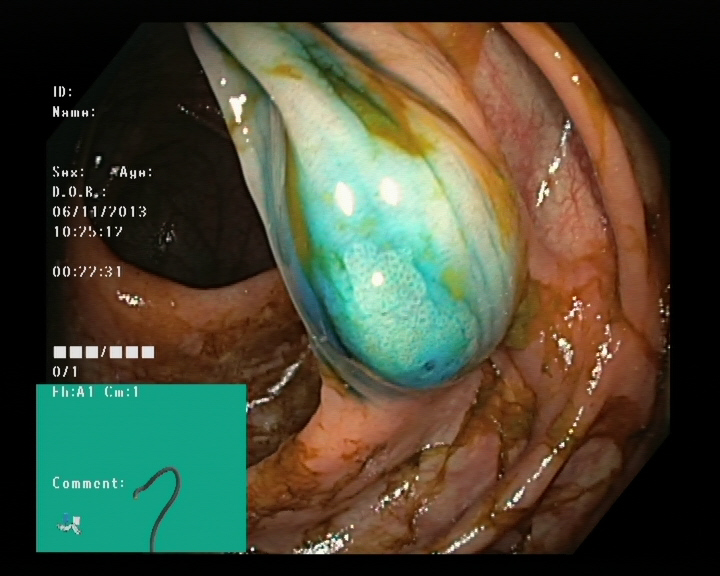 ID:
Name:
Sex: Age:
D.O.B.:
06/11/2013
10:25:12
00:22:31
■■■/■■■
0/1
Eh:A1 Cm:1
Comment: